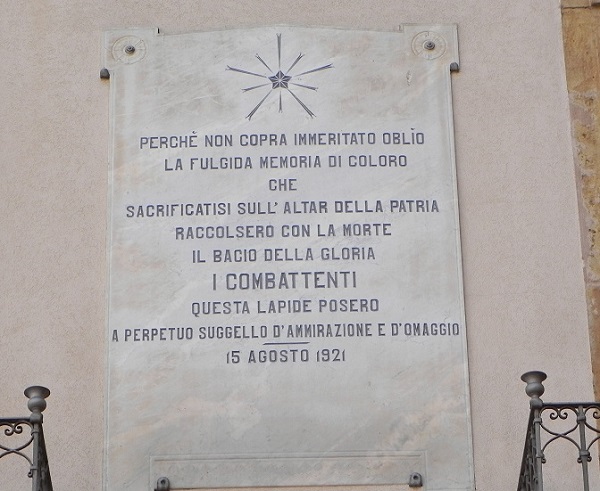 PERCHÈ NON COPRA IMMERITATO OBLÌO
LA FULGIDA MEMORIA DI COLORO
CHE
SACRIFICATISI SULL'ALTAR DELLA PATRIA
RACCOLSERO CON LA MORTE
IL BACIO DELLA GLORIA
I COMBATTENTI
QUESTA LAPIDE POSERO
A PERPETUO SUGGELLO D'AMMIRAZIONE E D'OMAGGIO
15 AGOSTO 1921